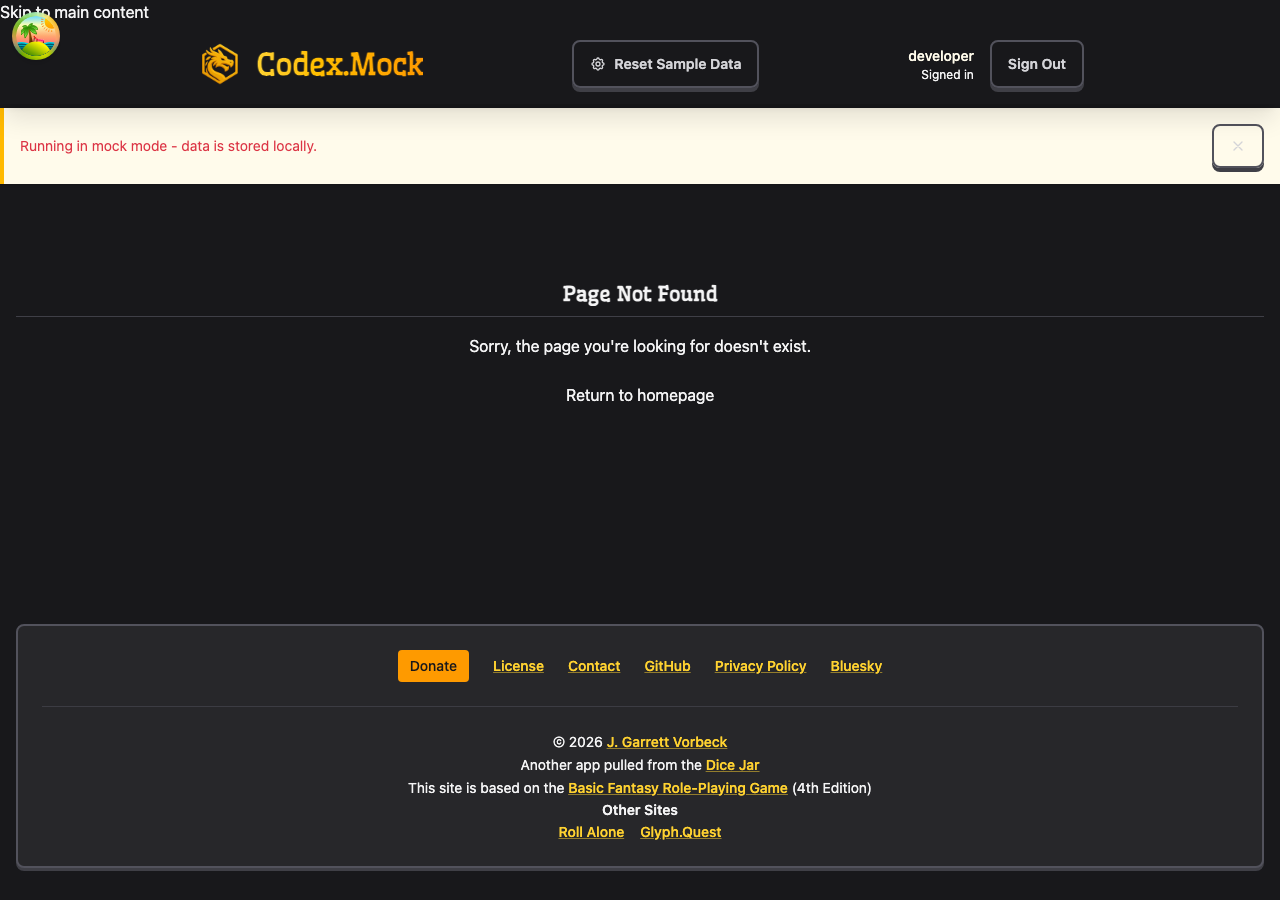 Skip to main content
Codex.Mock
Reset Sample Data
developer
Signed in
Sign Out
Running in mock mode - data is stored locally.
✕
Page Not Found
Sorry, the page you're looking for doesn't exist.
Return to homepage
Donate License Contact GitHub Privacy Policy Bluesky
© 2026 J. Garrett Vorbeck
Another app pulled from the Dice Jar
This site is based on the Basic Fantasy Role-Playing Game (4th Edition)
Other Sites
Roll Alone Glyph.Quest